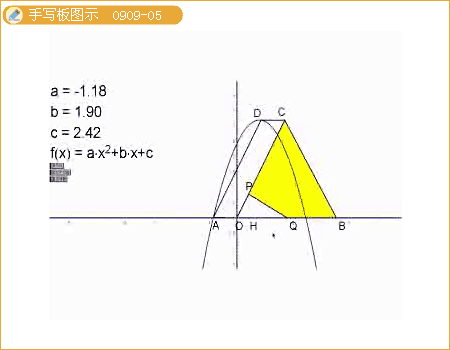 手写板图示 0909-05
a = -1.18
b = 1.90
c = 2.42
f(x) = a·x²+b·x+c
D C
P
A O H Q B